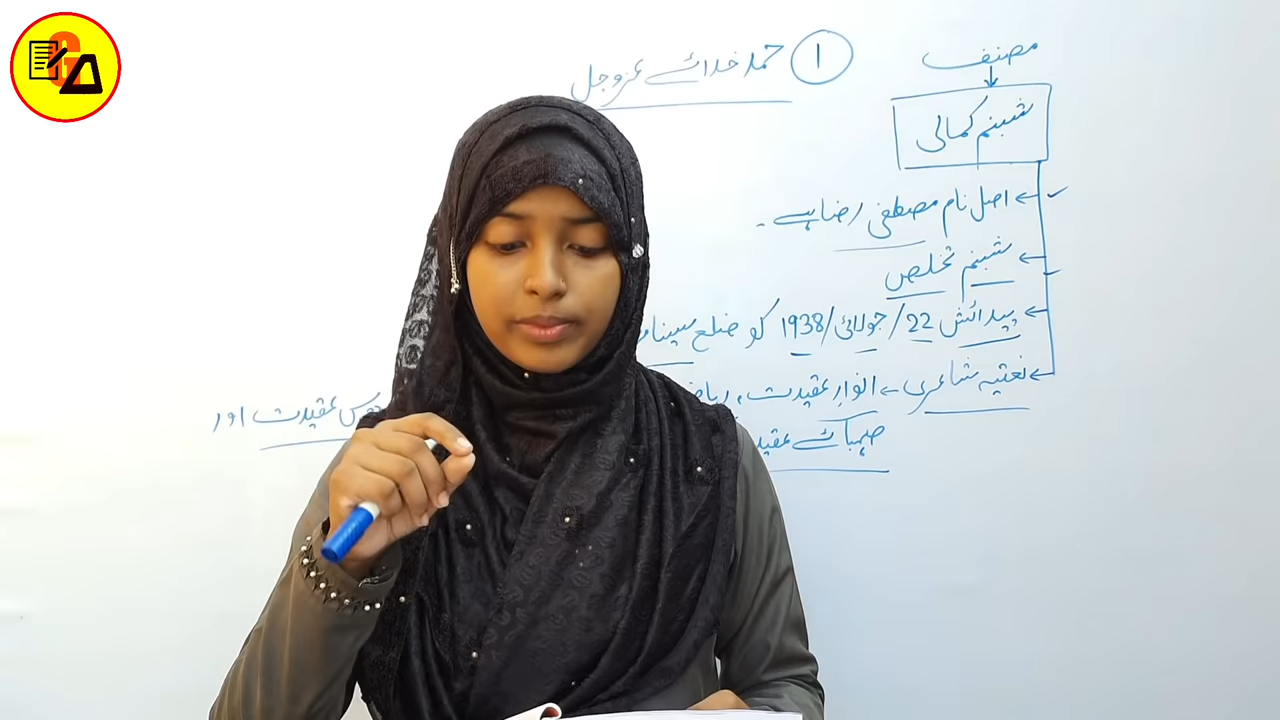 ① حمد خدائے عزوجل
مصنف
شبنم کمالی
اصل نام مصطفی رضا ہے۔
شبنم تخلص
پیدائش 22/جولائی/1938 کو ضلع
نعتیہ شاعری ← انوارِ عقیدت،
عقیدت اور
صہبائے